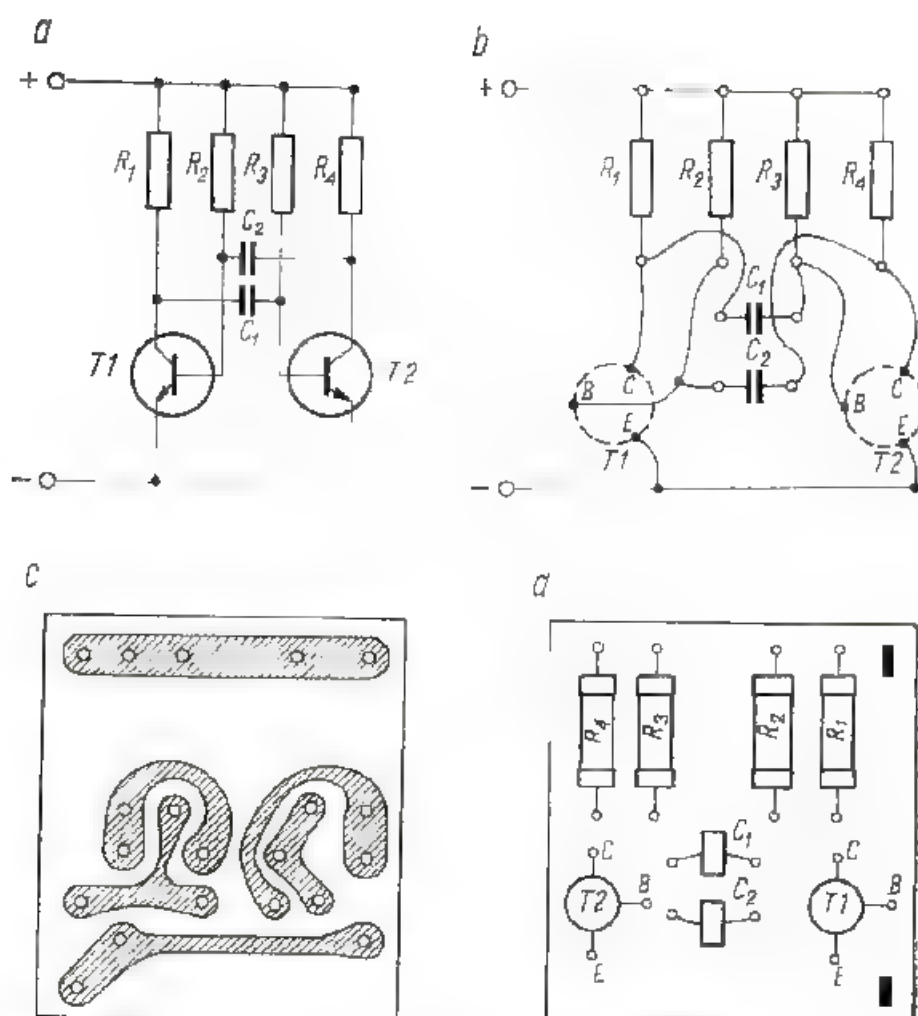 a
+
R1 R2 R3 R4
C2
C1
T1 T2
-
b
+
R1 R2 R3 R4
C1
C2
B C E
T1
B C E
T2
-
c
d
R4 R3 R2 R1
C1
C2
C
T2 B
E
C
T1 B
E